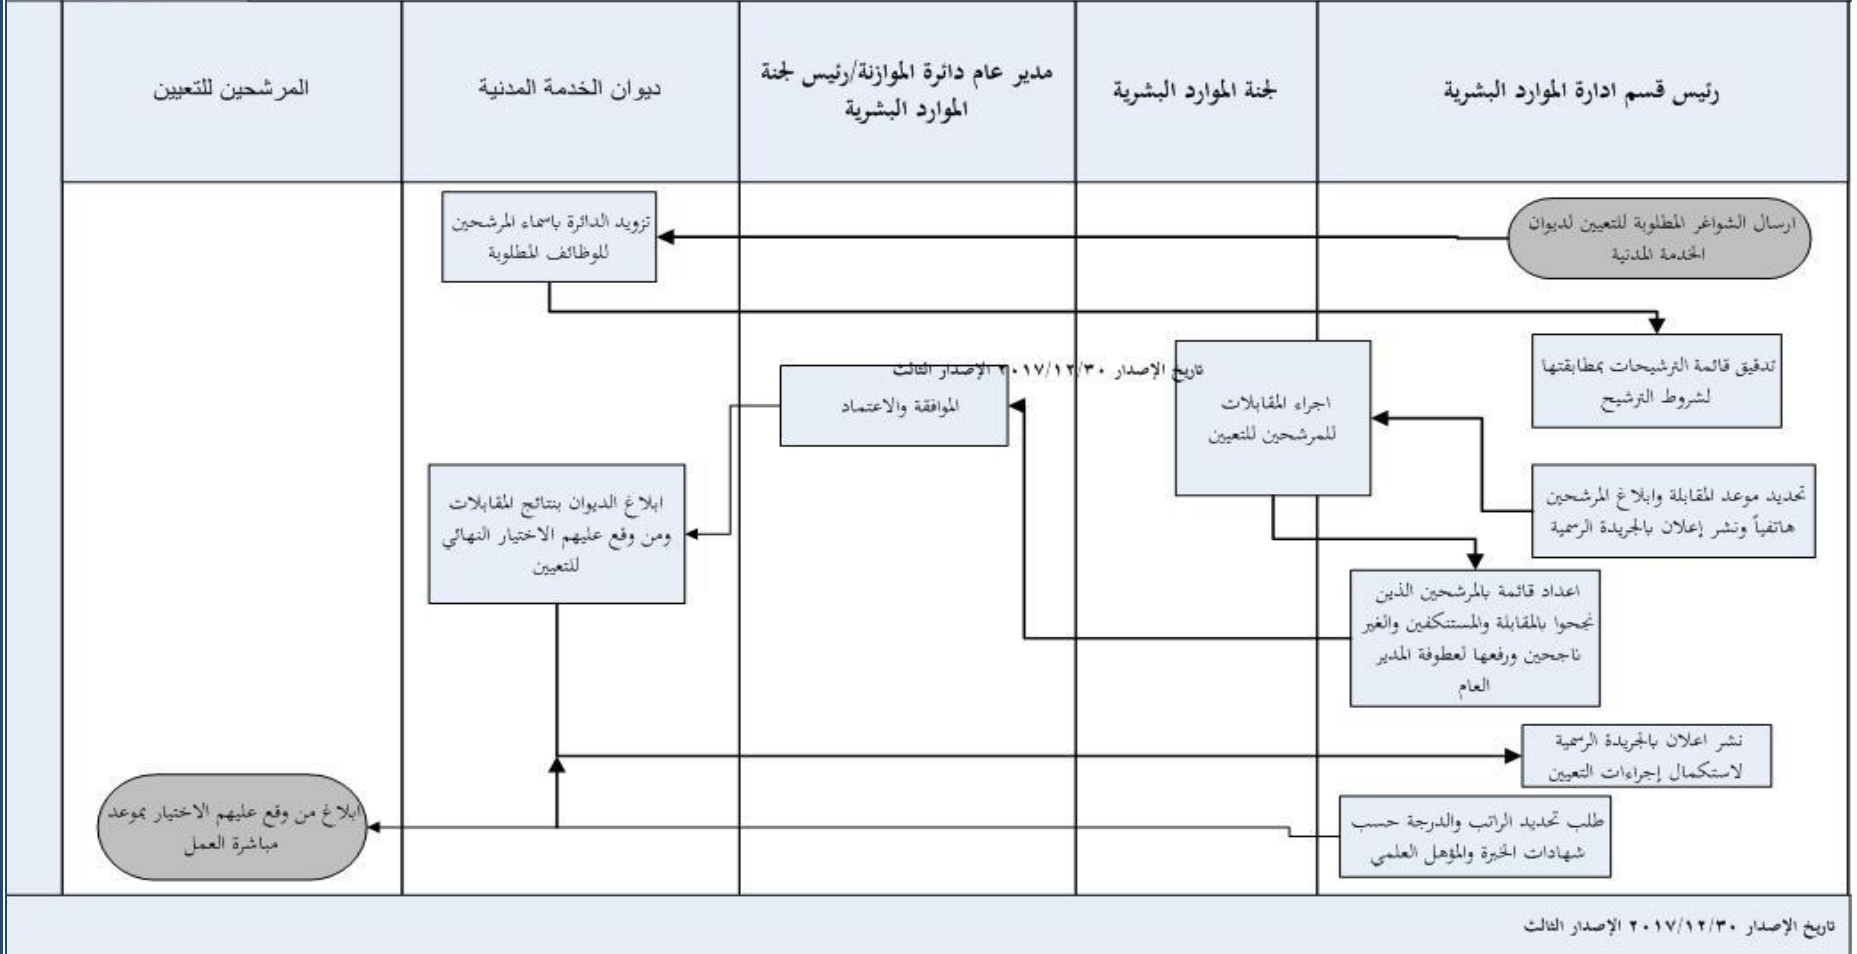 رئيس قسم ادارة الموارد البشرية
لجنة الموارد البشرية
مدير عام دائرة الموازنة/رئيس لجنة
الموارد البشرية
ديوان الخدمة المدنية
المرشحين للتعيين
ارسال الشواغر المطلوبة للتعيين لديوان
الخدمة المدنية
تزويد الدائرة باسماء المرشحين
للوظائف المطلوبة
تدقيق قائمة الترشيحات بمطابقتها
لشروط الترشيح
تاريخ الإصدار ٢٠١٧/١٢/٣٠ الإصدار الثالث
تحديد موعد المقابلة وابلاغ المرشحين
هاتفياً ونشر إعلان بالجريدة الرسمية
اجراء المقابلات
للمرشحين للتعيين
اعداد قائمة بالمرشحين الذين
نجحوا بالمقابلة والمستنكفين والغير
ناجحين ورفعها لعطوفة المدير
العام
الموافقة والاعتماد
ابلاغ الديوان بنتائج المقابلات
ومن وقع عليهم الاختيار النهائي
للتعيين
نشر اعلان بالجريدة الرسمية
لاستكمال إجراءات التعيين
طلب تحديد الراتب والدرجة حسب
شهادات الخبرة والمؤهل العلمي
ابلاغ من وقع عليهم الاختيار بموعد
مباشرة العمل
تاريخ الإصدار ٢٠١٧/١٢/٣٠ الإصدار الثالث